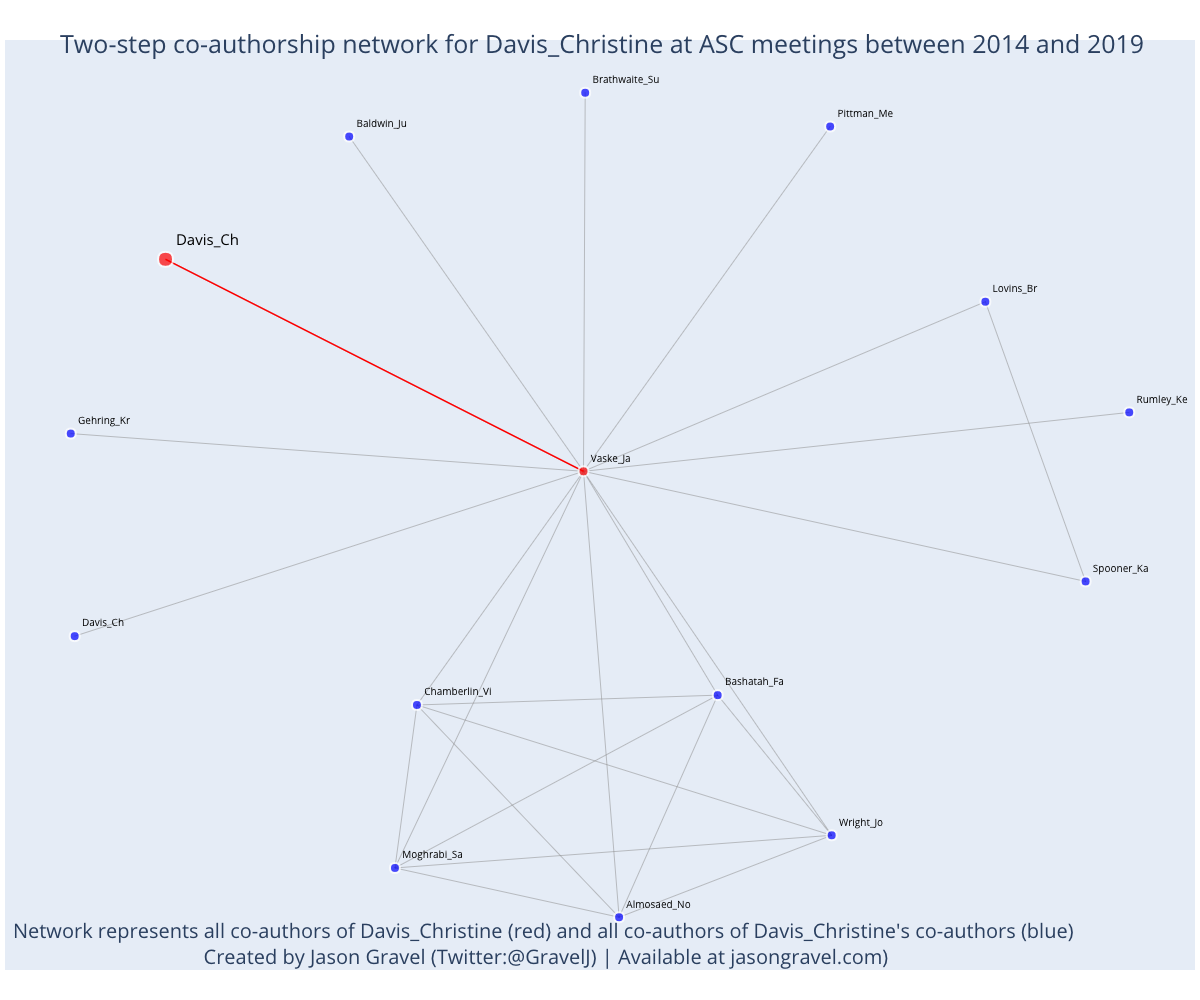 Two-step co-authorship network for Davis_Christine at ASC meetings between 2014 and 2019
Brathwaite_Su
Pittman_Me
Baldwin_Ju
Davis_Ch
Lovins_Br
Rumley_Ke
Gehring_Kr
Vaske_Ja
Spooner_Ka
Davis_Ch
Bashatah_Fa
Chamberlin_Vi
Wright_Jo
Moghrabi_Sa
Almosaed_No
Network represents all co-authors of Davis_Christine (red) and all co-authors of Davis_Christine's co-authors (blue)
Created by Jason Gravel (Twitter:@GravelJ) | Available at jasongravel.com)